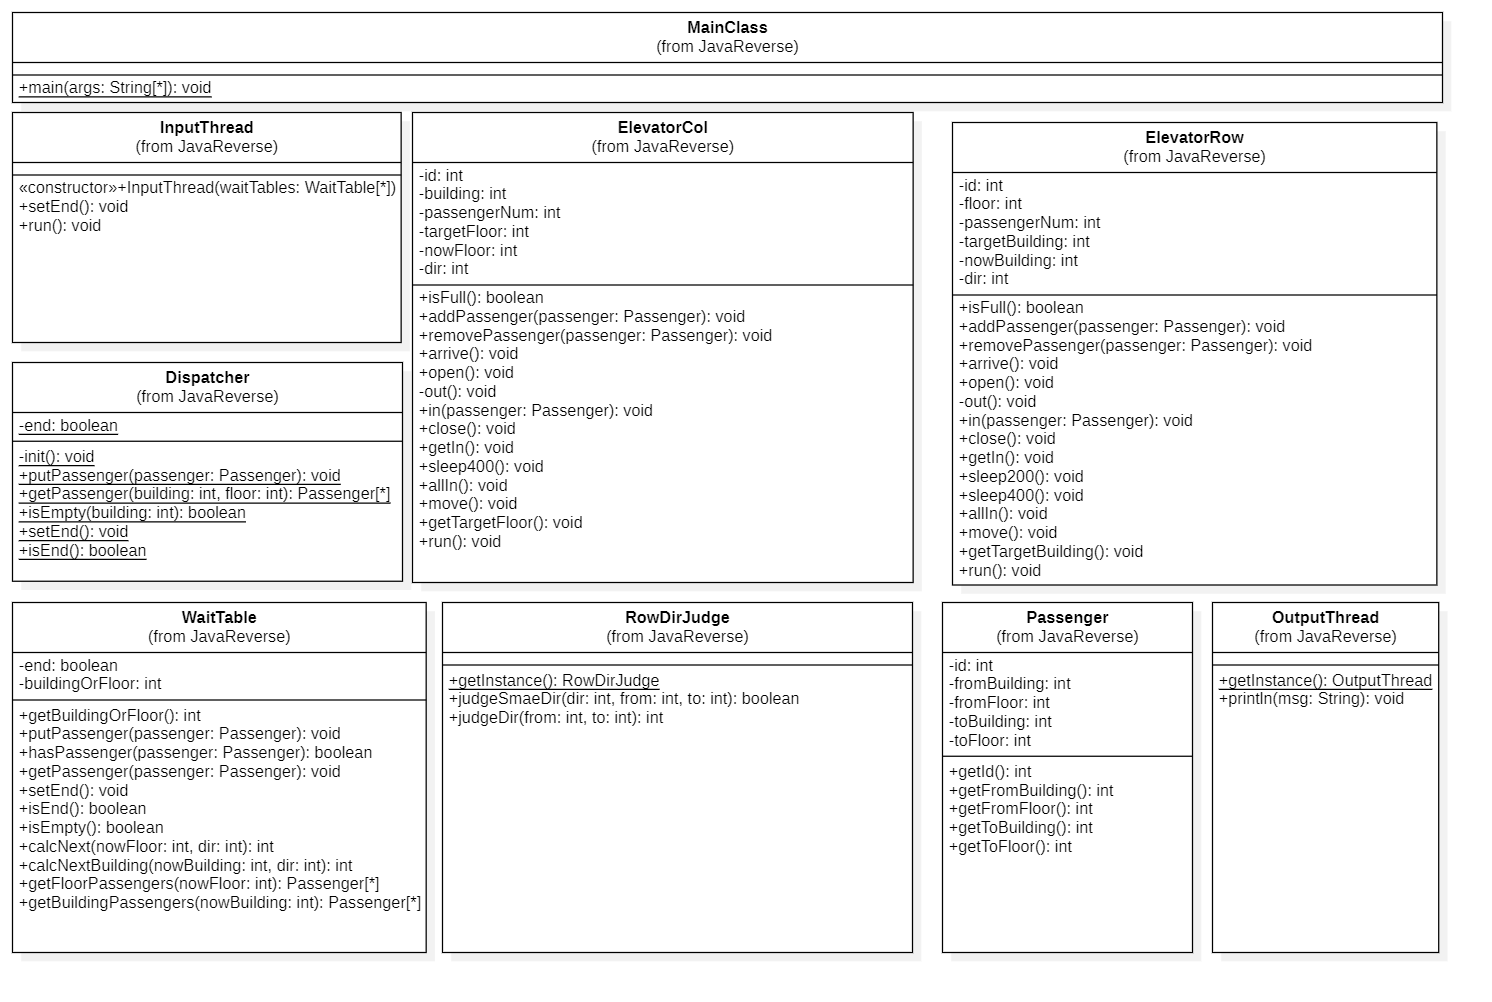 MainClass
(from JavaReverse)
+main(args: String[*]): void
InputThread
(from JavaReverse)
«constructor»+InputThread(waitTables: WaitTable[*])
+setEnd(): void
+run(): void
ElevatorCol
(from JavaReverse)
-id: int
-building: int
-passengerNum: int
-targetFloor: int
-nowFloor: int
-dir: int
+isFull(): boolean
+addPassenger(passenger: Passenger): void
+removePassenger(passenger: Passenger): void
+arrive(): void
+open(): void
-out(): void
+in(passenger: Passenger): void
+close(): void
+getIn(): void
+sleep400(): void
+allIn(): void
+move(): void
+getTargetFloor(): void
+run(): void
ElevatorRow
(from JavaReverse)
-id: int
-floor: int
-passengerNum: int
-targetBuilding: int
-nowBuilding: int
-dir: int
+isFull(): boolean
+addPassenger(passenger: Passenger): void
+removePassenger(passenger: Passenger): void
+arrive(): void
+open(): void
-out(): void
+in(passenger: Passenger): void
+close(): void
+getIn(): void
+sleep200(): void
+sleep400(): void
+allIn(): void
+move(): void
+getTargetBuilding(): void
+run(): void
Dispatcher
(from JavaReverse)
-end: boolean
-init(): void
+putPassenger(passenger: Passenger): void
+getPassenger(building: int, floor: int): Passenger[*]
+isEmpty(building: int): boolean
+setEnd(): void
+isEnd(): boolean
WaitTable
(from JavaReverse)
-end: boolean
-buildingOrFloor: int
+getBuildingOrFloor(): int
+putPassenger(passenger: Passenger): void
+hasPassenger(passenger: Passenger): boolean
+getPassenger(passenger: Passenger): void
+setEnd(): void
+isEnd(): boolean
+isEmpty(): boolean
+calcNext(nowFloor: int, dir: int): int
+calcNextBuilding(nowBuilding: int, dir: int): int
+getFloorPassengers(nowFloor: int): Passenger[*]
+getBuildingPassengers(nowBuilding: int): Passenger[*]
RowDirJudge
(from JavaReverse)
+getInstance(): RowDirJudge
+judgeSmaeDir(dir: int, from: int, to: int): boolean
+judgeDir(from: int, to: int): int
Passenger
(from JavaReverse)
-id: int
-fromBuilding: int
-fromFloor: int
-toBuilding: int
-toFloor: int
+getId(): int
+getFromBuilding(): int
+getFromFloor(): int
+getToBuilding(): int
+getToFloor(): int
OutputThread
(from JavaReverse)
+getInstance(): OutputThread
+println(msg: String): void